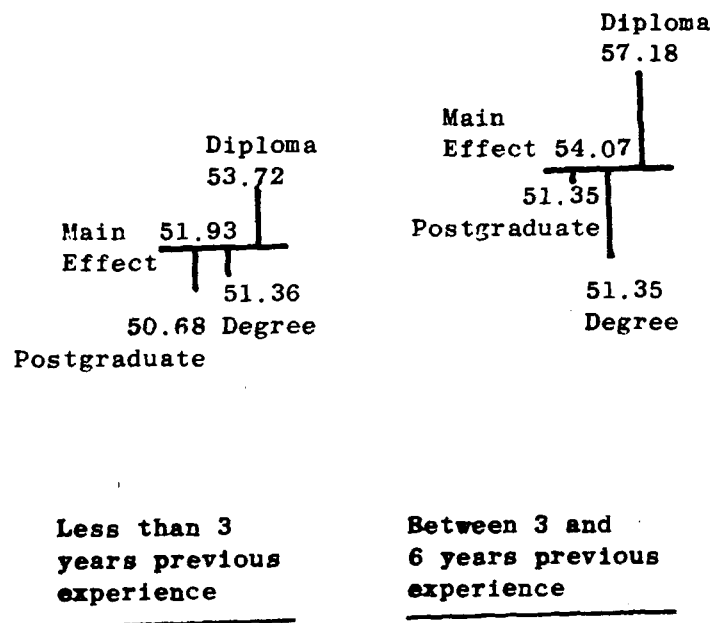 Diploma
53.72
Main 51.93
Effect
51.36
50.68 Degree
Postgraduate
Less than 3
years previous
experience
Diploma
57.18
Main
Effect 54.07
51.35
Postgraduate
51.35
Degree
Between 3 and
6 years previous
experience